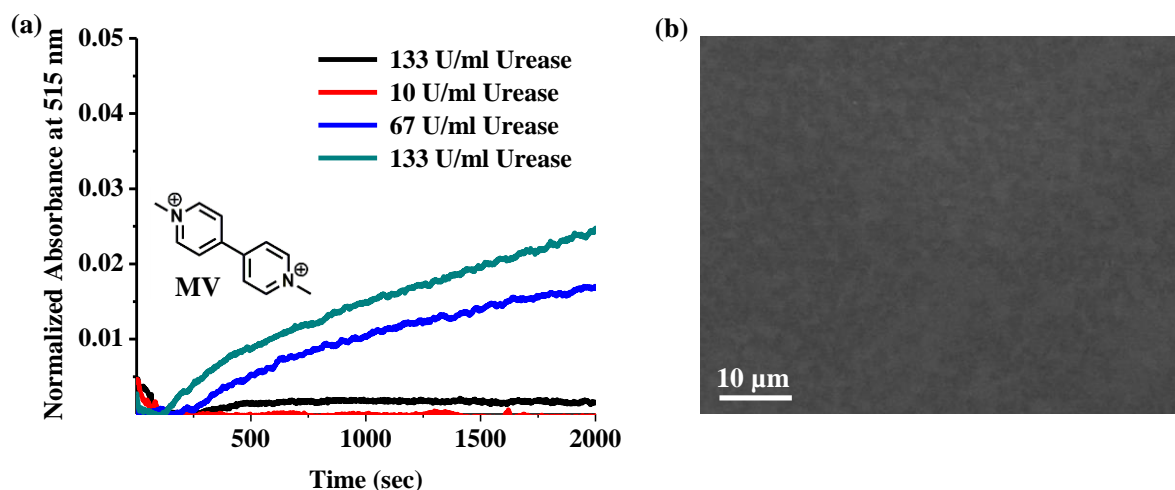 (a)
Normalized Absorbance at 515 nm
0.05
0.04
0.03
0.02
0.01
133 U/ml Urease
10 U/ml Urease
67 U/ml Urease
133 U/ml Urease
⊕
N
⊕
N
MV
500
1000
1500
2000
Time (sec)
(b)
10 µm